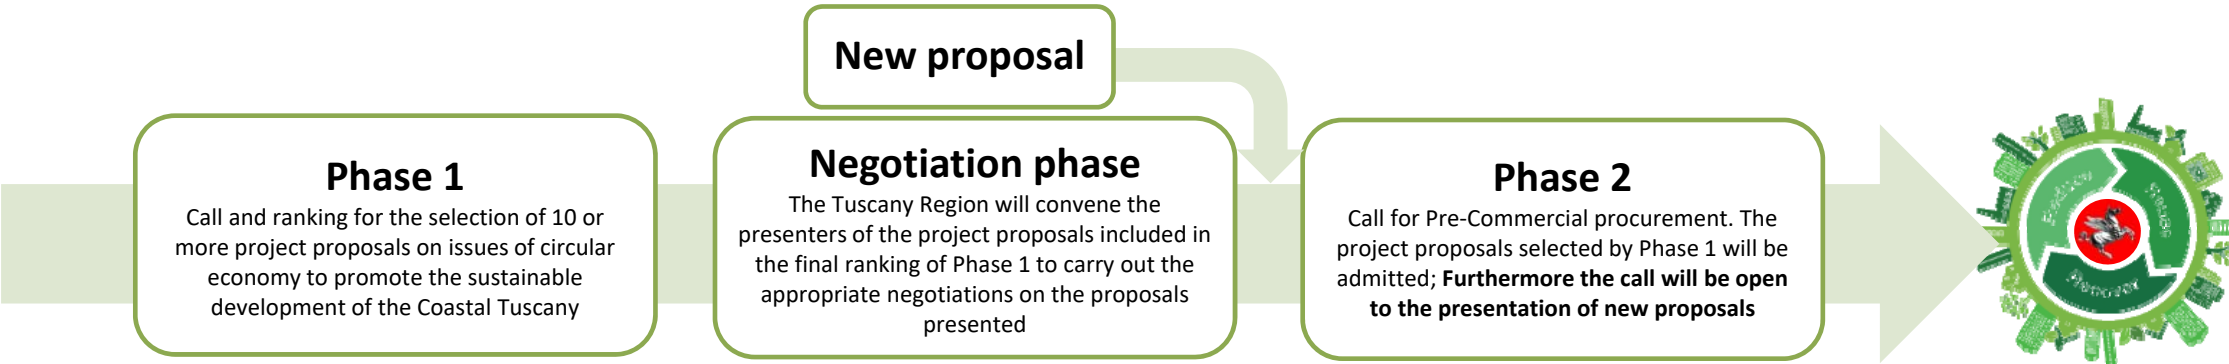 New proposal
Phase 1
Call and ranking for the selection of 10 or
more project proposals on issues of circular
economy to promote the sustainable
development of the Coastal Tuscany
Negotiation phase
The Tuscany Region will convene the
presenters of the project proposals included in
the final ranking of Phase 1 to carry out the
appropriate negotiations on the proposals
presented
Phase 2
Call for Pre-Commercial procurement. The
project proposals selected by Phase 1 will be
admitted; Furthermore the call will be open
to the presentation of new proposals